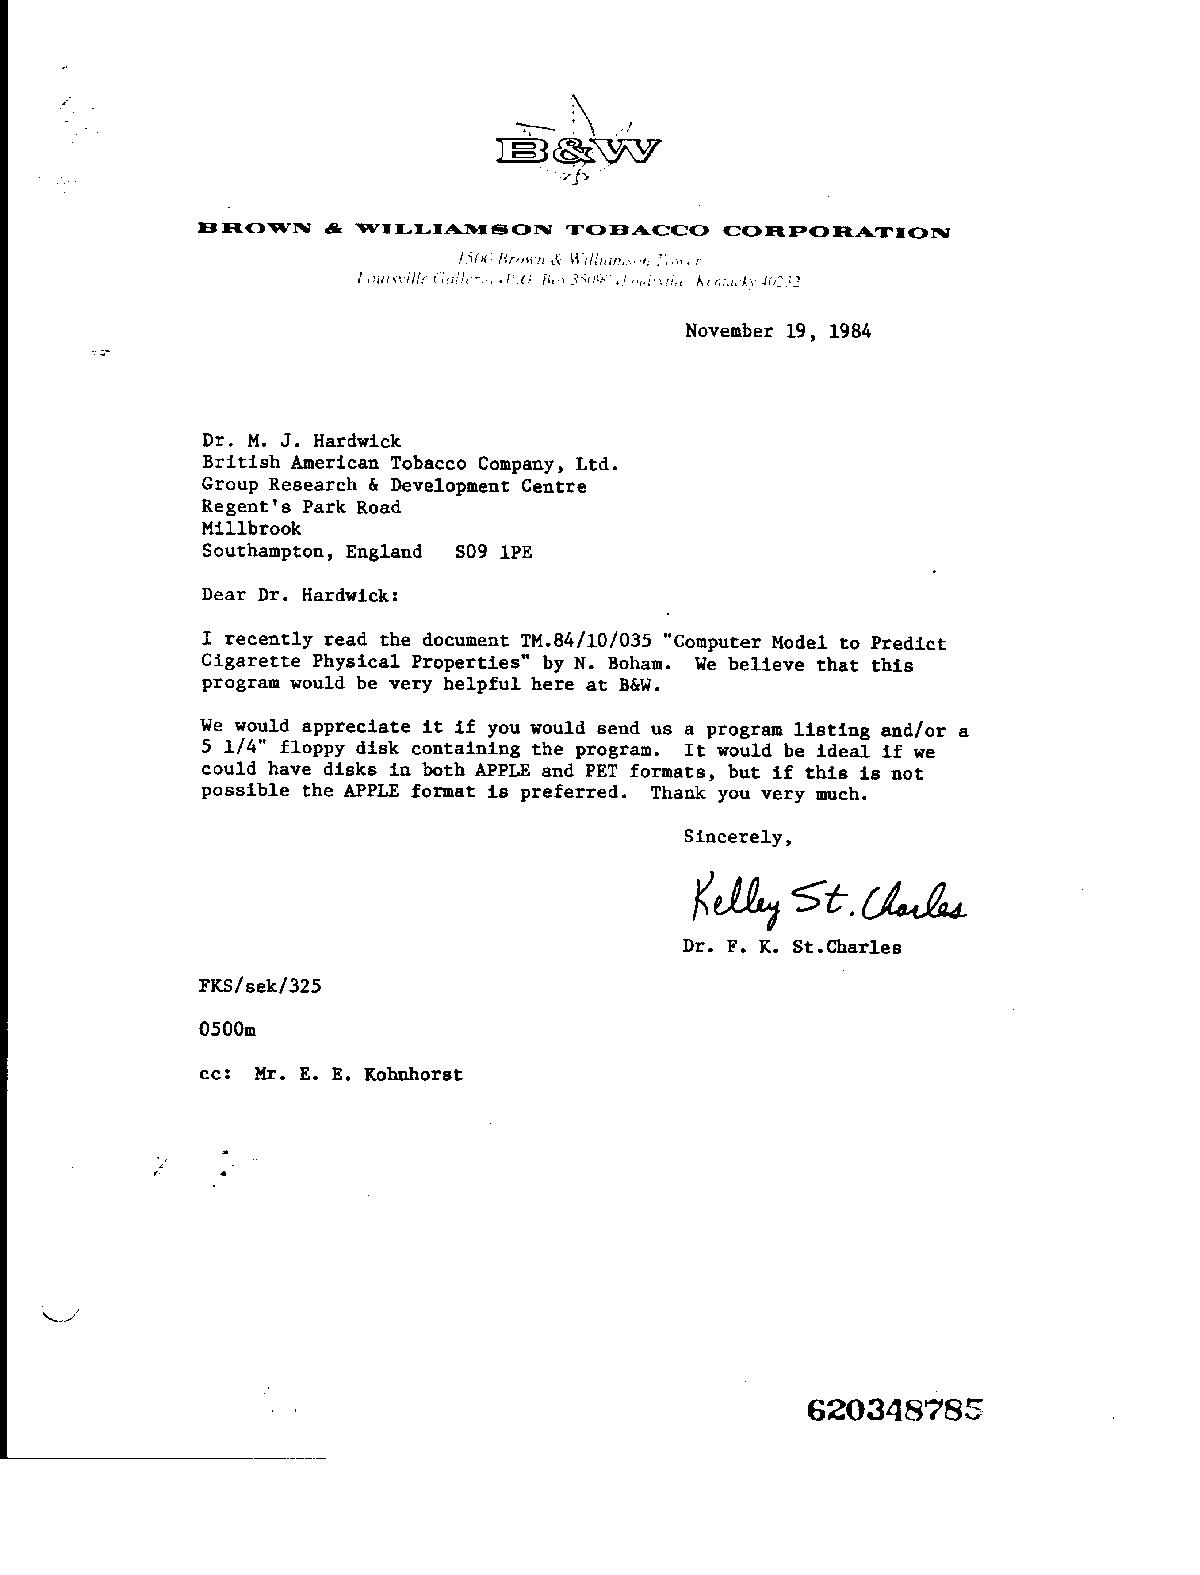 B&W
BROWN & WILLIAMSON TOBACCO CORPORATION
1500 Brown & Williamson Tower
Louisville Galleria P.O. Box Louisville, Kentucky 40232
November 19, 1984
Dr. M. J. Hardwick
British American Tobacco Company, Ltd.
Group Research & Development Centre
Regent's Park Road
Millbrook
Southampton, England S09 1PE
Dear Dr. Hardwick:
I recently read the document TM.84/10/035 "Computer Model to Predict
Cigarette Physical Properties" by N. Boham. We believe that this
program would be very helpful here at B&W.
We would appreciate it if you would send us a program listing and/or a
5 1/4" floppy disk containing the program. It would be ideal if we
could have disks in both APPLE and PET formats, but if this is not
possible the APPLE format is preferred. Thank you very much.
Sincerely,
Kelley St. Charles
Dr. F. K. St.Charles
FKS/sek/325
0500m
cc: Mr. E. E. Kohnhorst
620348785